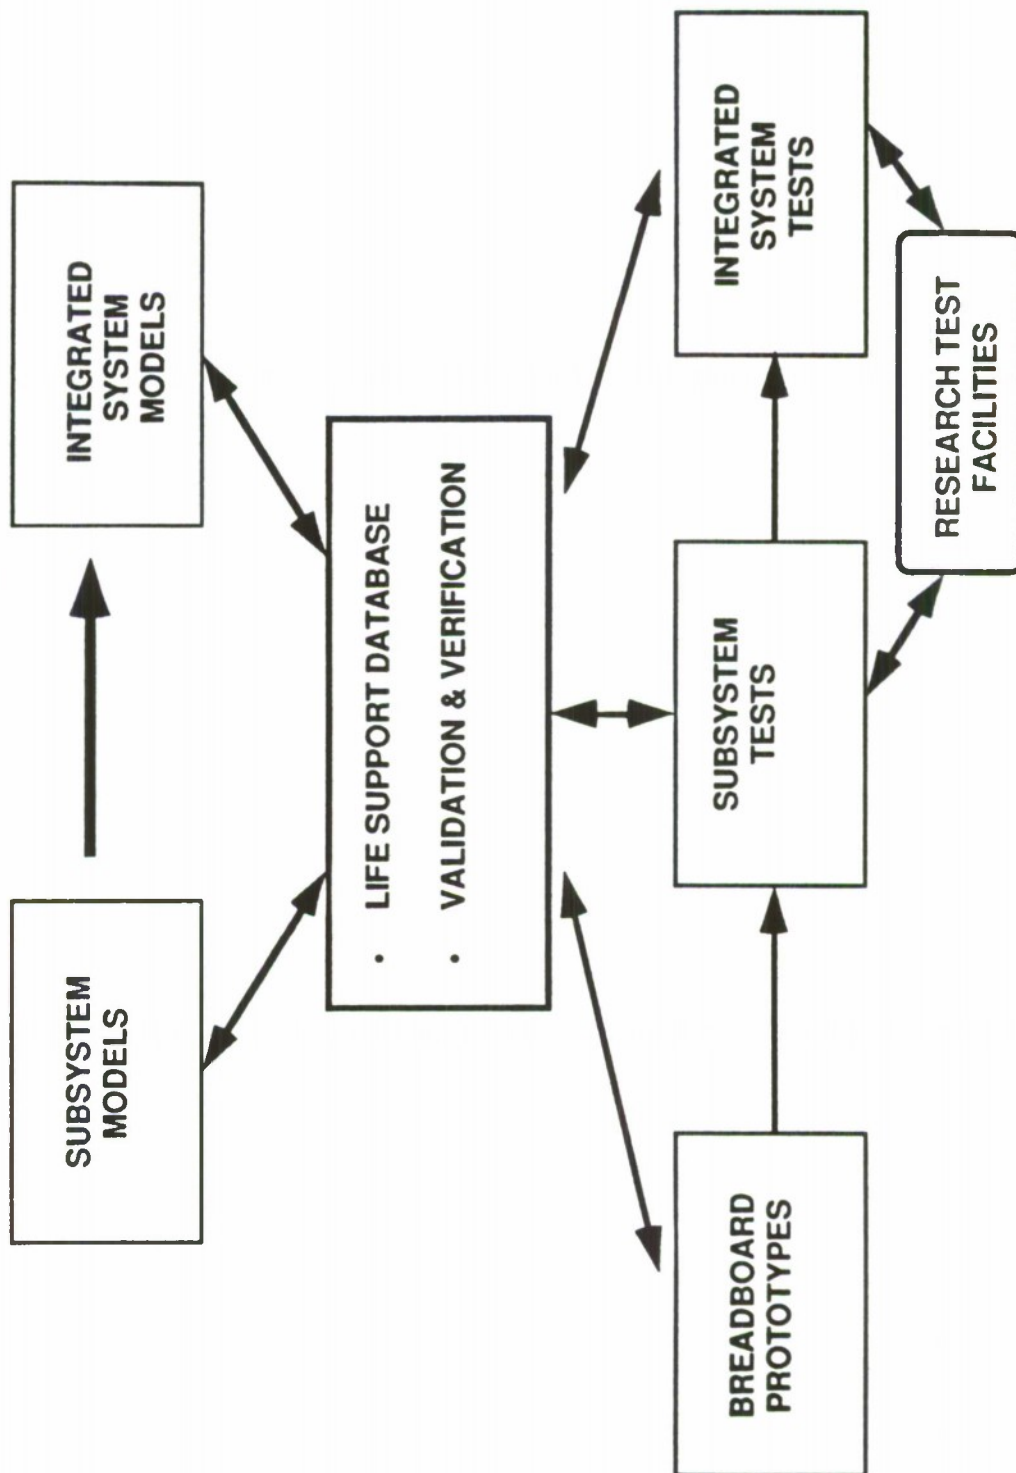 SUBSYSTEM
MODELS
INTEGRATED
SYSTEM
MODELS
· LIFE SUPPORT DATABASE
· VALIDATION & VERIFICATION
BREADBOARD
PROTOTYPES
SUBSYSTEM
TESTS
INTEGRATED
SYSTEM
TESTS
RESEARCH TEST
FACILITIES